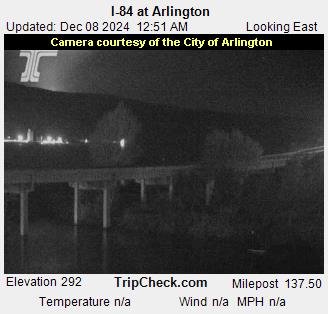 I-84 at Arlington
Updated: Dec 08 2024 12:51 AM Looking East
Camera courtesy of the City of Arlington
Elevation 292 TripCheck.com Milepost 137.50
Temperature n/a Wind n/a MPH n/a